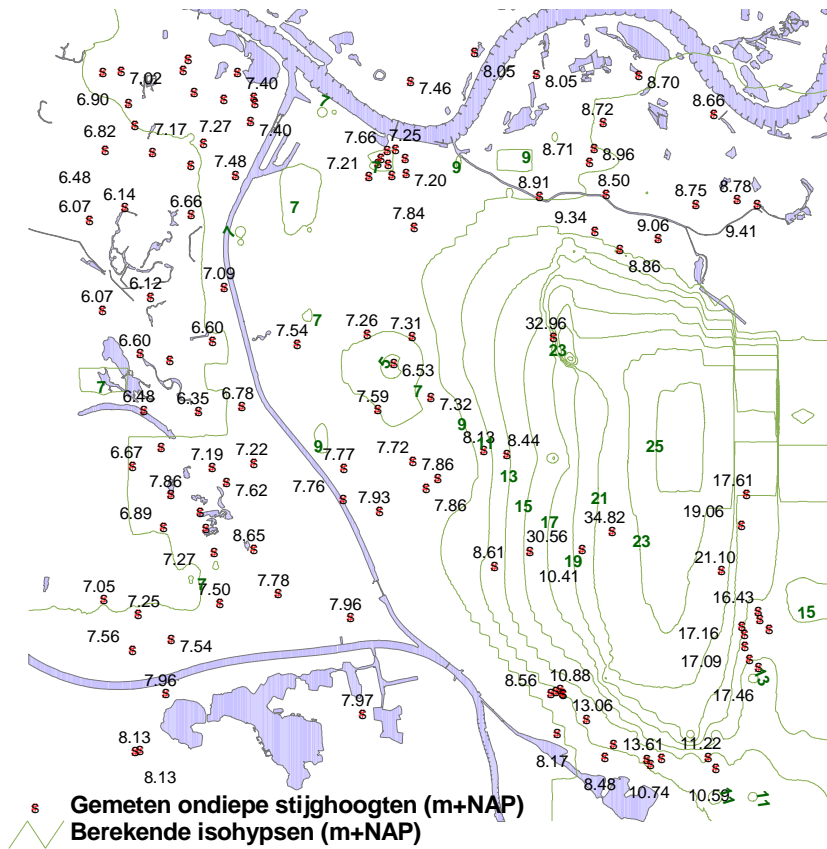 8.05
7.02 7.40 7.46 8.05 8.70
6.90 7 8.66
8.72
6.82 7.17 7.27 7.40 7.66 7.25
8.71 8.96
7.48 7.21 7 9 9
6.48 7.20
6.14 8.91 8.50 8.75 8.78
6.07 6.66 7 7.84 9.34 9.06 9.41
7
8.86
7.09
6.12
6.07
7 7.26 7.31 32.96
6.60 6.60 7.54 23
5 6.53
7 7
6.48 6.35 6.78 7.59 7.32
9
9 8.13 11 8.44 25
6.67 7.19 7.22 7.77 7.72
7.86 7.86 13 17.61
7.62 7.76 7.86 21
6.89 7.93 15 19.06
17 34.82
8.65 30.56 23
7.27 8.61 19 21.10
10.41
7 7.50 7.78
7.05 7.25 7.96 16.43 15
7.56 7.54 17.16
17.09
7.96 8.56 10.88 13
7.97 13.06 17.46
8.13 13.61 11.22
8.17
8.13 8.48 10.74 10.59 11 11
S Gemeten ondiepe stijghoogten (m+NAP)
Berekende isohypsen (m+NAP)